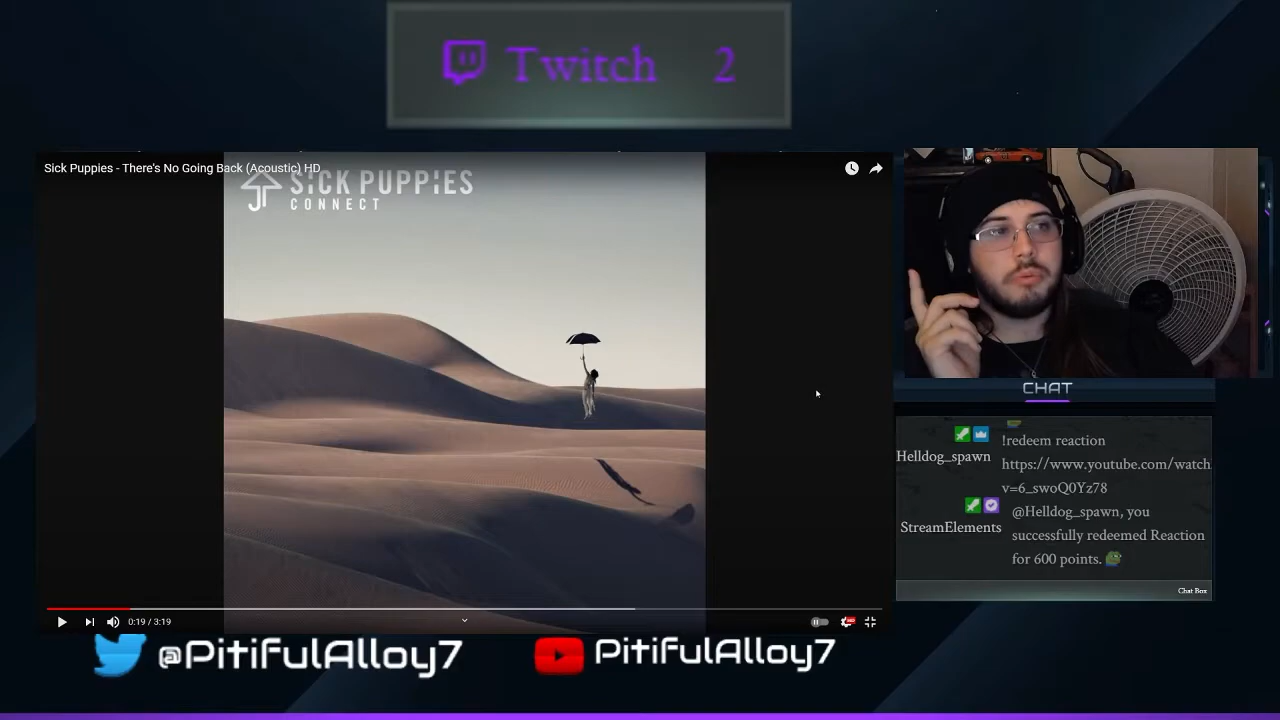 Twitch 2
Sick Puppies - There's No Going Back (Acoustic) HD
SICK PUPPIES
CONNECT
0:19 / 3:19
CHAT
Helldog_spawn
!redeem reaction
https://www.youtube.com/watch
v=6_swoQ0Yz78
StreamElements
@Helldog_spawn, you
successfully redeemed Reaction
for 600 points.
Chat Box
@PitifulAlloy7
PitifulAlloy7